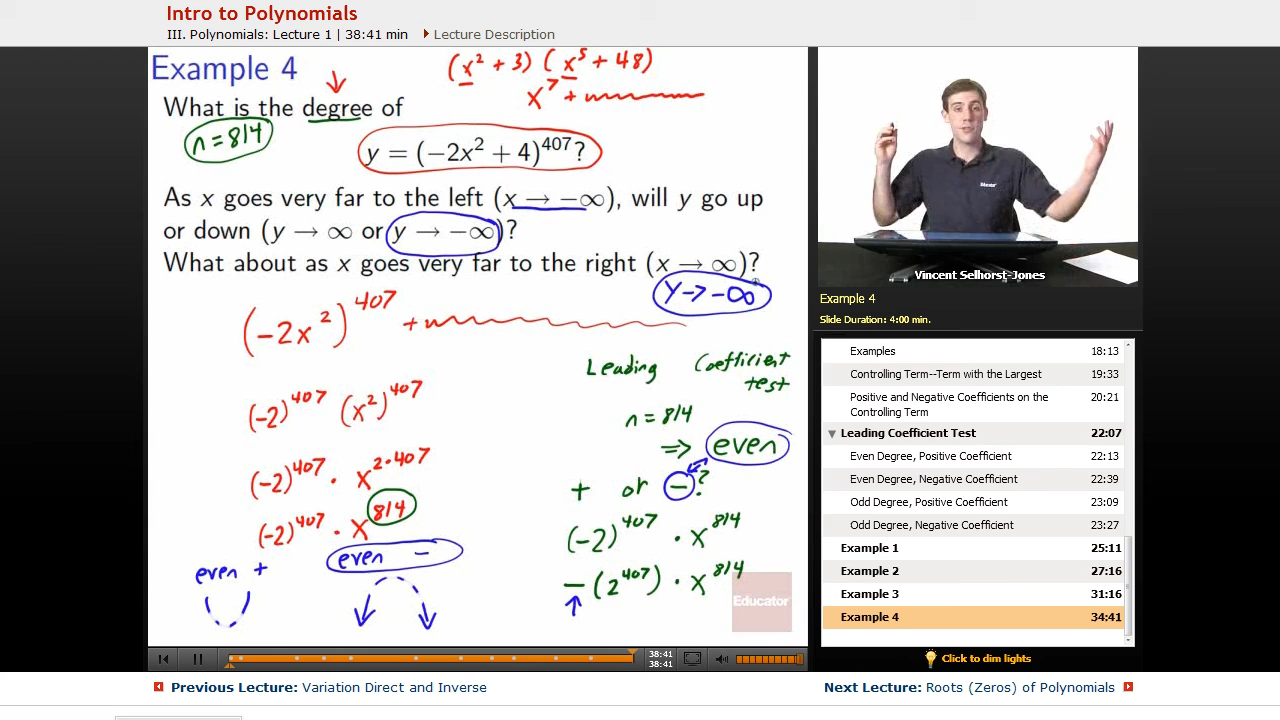 Intro to Polynomials
III. Polynomials: Lecture 1 | 38:41 min
Lecture Description
Example 4
(x² + 3) (x⁵ + 48)
x⁷ +
What is the degree of
n = 814
y = (−2x² + 4)⁴⁰⁷?
As x goes very far to the left (x → −∞), will y go up
or down (y → ∞ or y → −∞)?
What about as x goes very far to the right (x → ∞)?
y → −∞
(−2x²)⁴⁰⁷ +
(−2)⁴⁰⁷ (x²)⁴⁰⁷
(−2)⁴⁰⁷ · x²·⁴⁰⁷
(−2)⁴⁰⁷ · x⁸¹⁴
even +
even −
Leading Coefficient
test
n = 814
⇒ even
+ or − ?
(−2)⁴⁰⁷ · x⁸¹⁴
− (2⁴⁰⁷) · x⁸¹⁴
Educator
Educator
Vincent Selhorst-Jones
Example 4
Slide Duration: 4:00 min.
Examples 18:13
Controlling Term--Term with the Largest 19:33
Positive and Negative Coefficients on the 20:21
Controlling Term
Leading Coefficient Test 22:07
Even Degree, Positive Coefficient 22:13
Even Degree, Negative Coefficient 22:39
Odd Degree, Positive Coefficient 23:09
Odd Degree, Negative Coefficient 23:27
Example 1 25:11
Example 2 27:16
Example 3 31:16
Example 4 34:41
38:41
38:41
Click to dim lights
Previous Lecture: Variation Direct and Inverse
Next Lecture: Roots (Zeros) of Polynomials